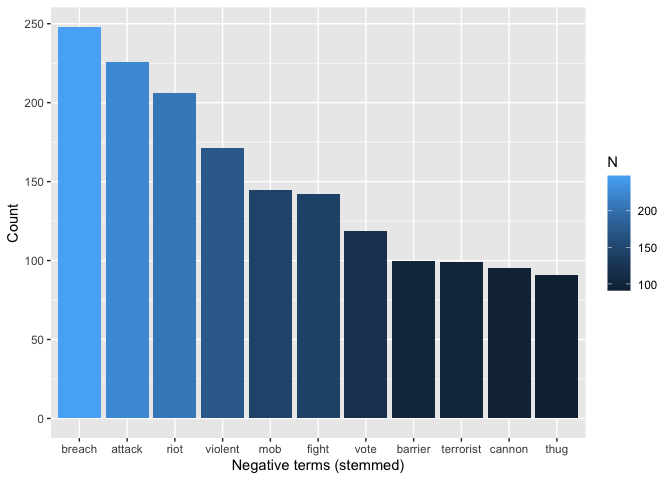 250
200
150
100
50
0
Count
breach attack riot violent mob fight vote barrier terrorist cannon thug
Negative terms (stemmed)
N
200
150
100